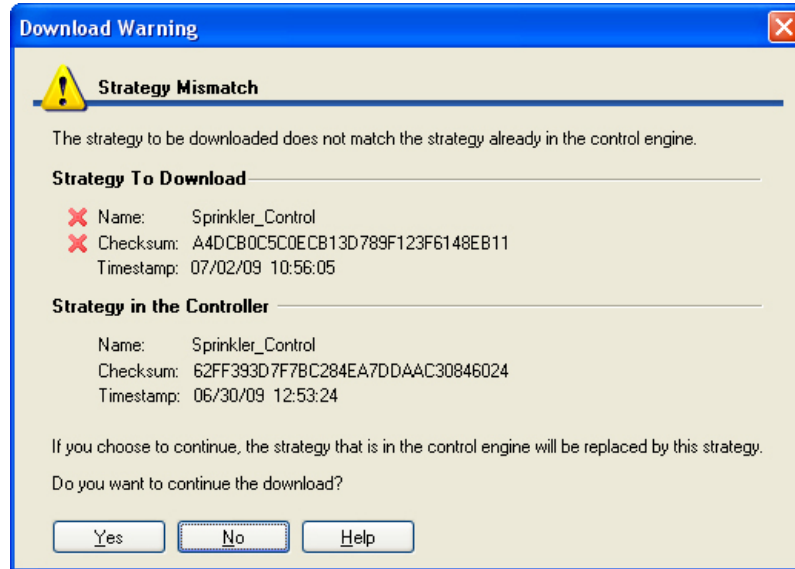 Download Warning
Strategy Mismatch
The strategy to be downloaded does not match the strategy already in the control engine.
Strategy To Download
Name: Sprinkler_Control
Checksum: A4DCB0C5C0ECB13D789F123F6148EB11
Timestamp: 07/02/09 10:56:05
Strategy in the Controller
Name: Sprinkler_Control
Checksum: 62FF393D7F7BC284EA7DDAAC30846024
Timestamp: 06/30/09 12:53:24
If you choose to continue, the strategy that is in the control engine will be replaced by this strategy.
Do you want to continue the download?
Yes No Help